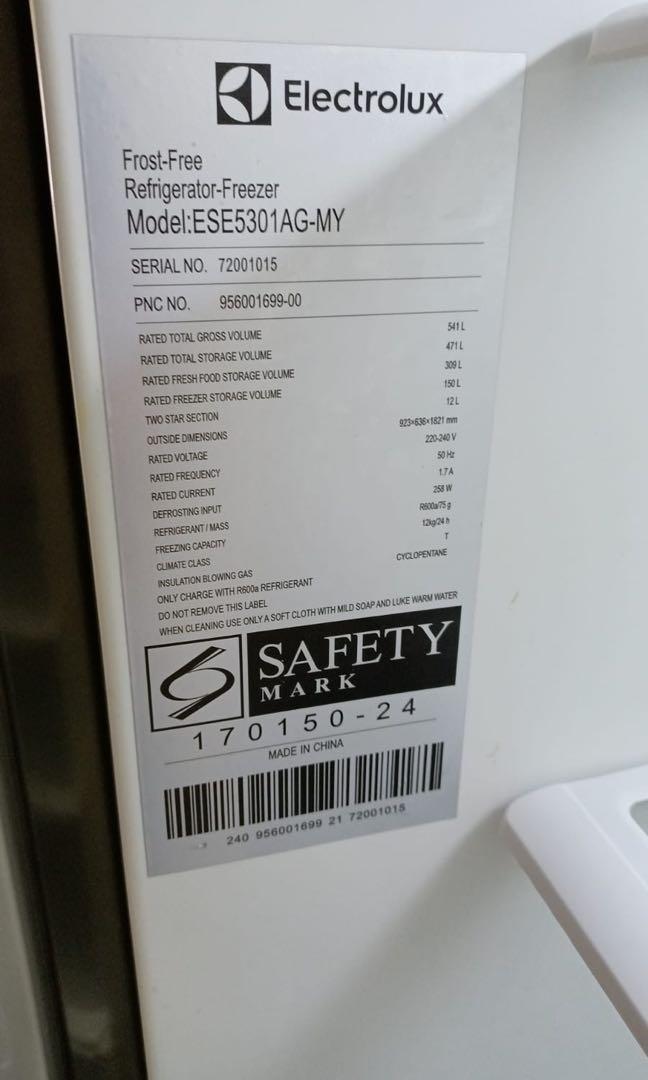 Electrolux
Frost-Free
Refrigerator-Freezer
Model:ESE5301AG-MY
SERIAL NO. 72001015
PNC NO. 956001699-00
RATED TOTAL GROSS VOLUME 541 L
RATED TOTAL STORAGE VOLUME 471 L
RATED FRESH FOOD STORAGE VOLUME 309 L
RATED FREEZER STORAGE VOLUME 150 L
TWO STAR SECTION 12 L
OUTSIDE DIMENSIONS 923×636×1821 mm
RATED VOLTAGE 220-240 V
RATED FREQUENCY 50 Hz
RATED CURRENT 1.7 A
DEFROSTING INPUT 258 W
REFRIGERANT / MASS R600a/75 g
FREEZING CAPACITY 12kg/24 h
CLIMATE CLASS T
INSULATION BLOWING GAS CYCLOPENTANE
ONLY CHARGE WITH R600a REFRIGERANT
DO NOT REMOVE THIS LABEL
WHEN CLEANING USE ONLY A SOFT CLOTH WITH MILD SOAP AND LUKE WARM WATER
SAFETY
MARK
170150-24
MADE IN CHINA
240 956001699 21 72001015